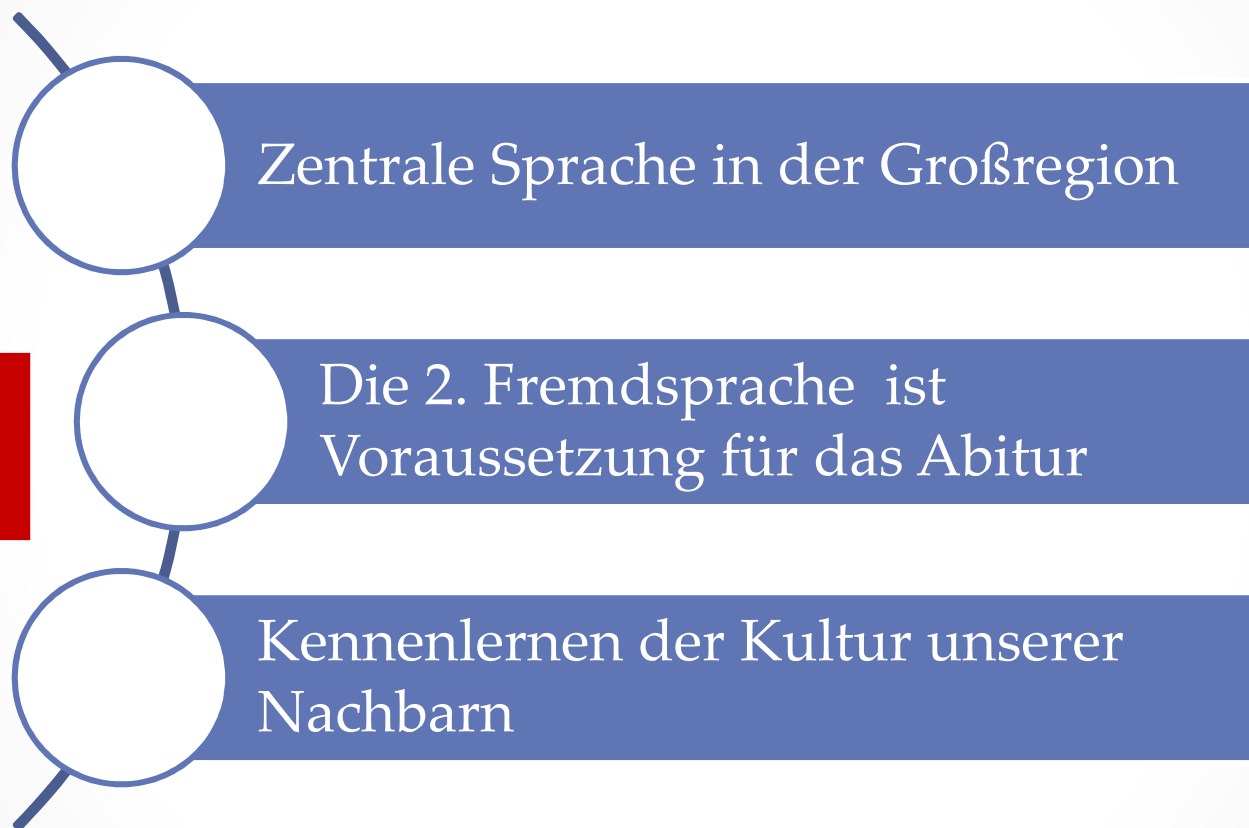 Zentrale Sprache in der Großregion
Die 2. Fremdsprache  ist
Voraussetzung für das Abitur
Kennenlernen der Kultur unserer
Nachbarn